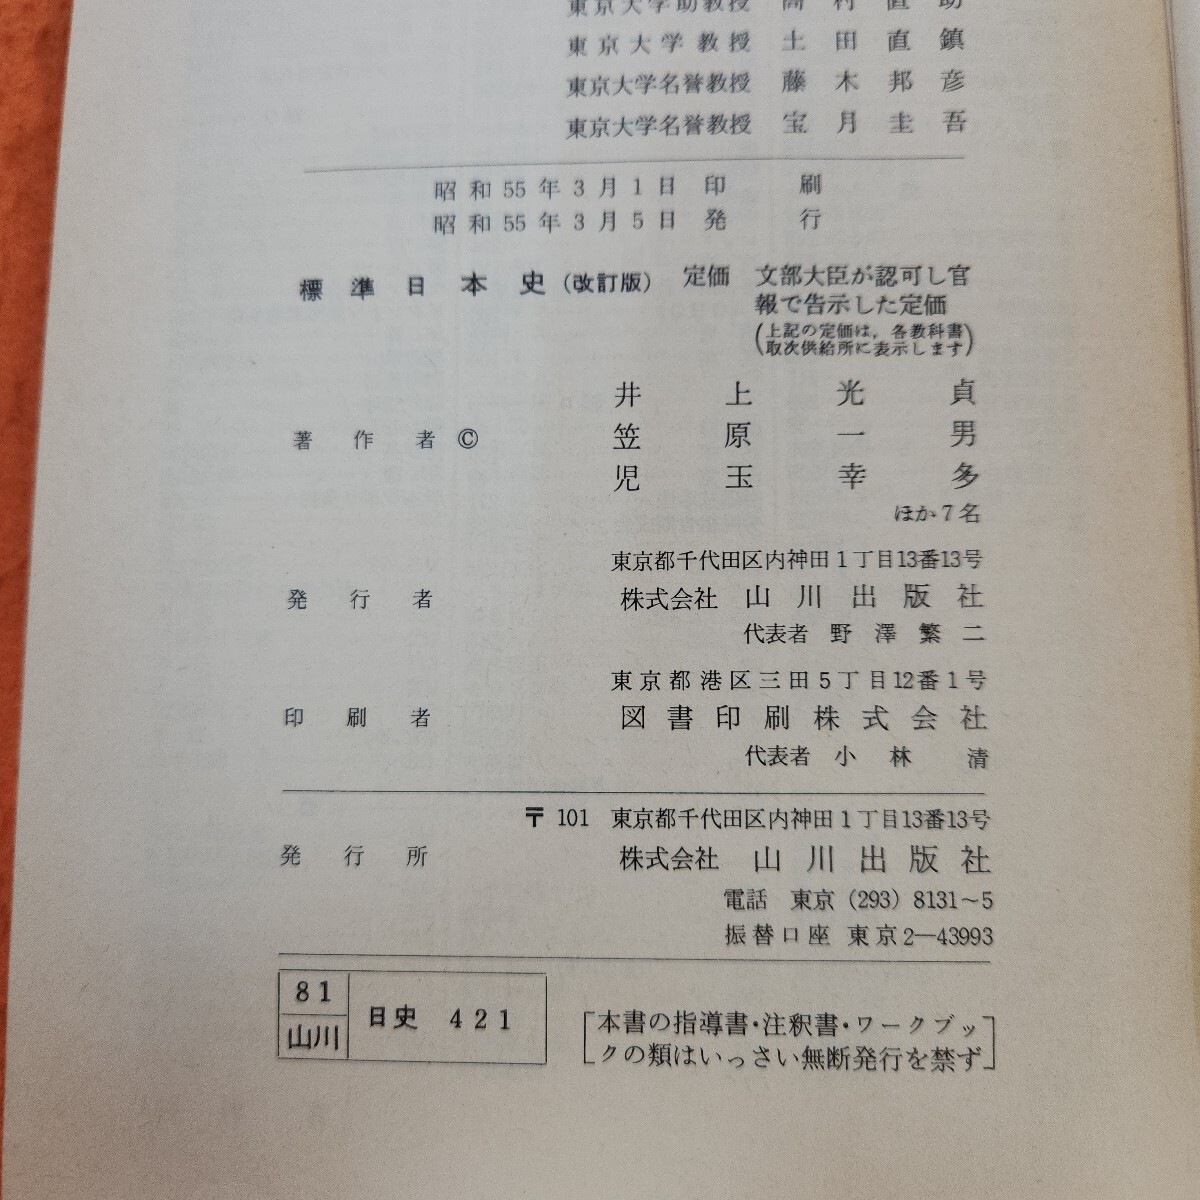 東京大学助教授 高村直助
東京大学教授 土田直鎮
東京大学名誉教授 藤木邦彦
東京大学名誉教授 宝月圭吾
昭和55年3月1日 印刷
昭和55年3月5日 発行
標準日本史(改訂版) 定価 文部大臣が認可し官
報で告示した定価
(上記の定価は,各教科書
取次供給所に表示します)
井上光貞
著作者© 笠原一男
児玉幸多
ほか7名
東京都千代田区内神田1丁目13番13号
発行者 株式会社 山川出版社
代表者 野澤繁二
東京都港区三田5丁目12番1号
印刷者 図書印刷株式会社
代表者 小林清
〒101 東京都千代田区内神田1丁目13番13号
発行所 株式会社 山川出版社
電話 東京(293)8131~5
振替口座 東京2—43993
81
山川
日史 421
[本書の指導書・注釈書・ワークブッ
クの類はいっさい無断発行を禁ず]